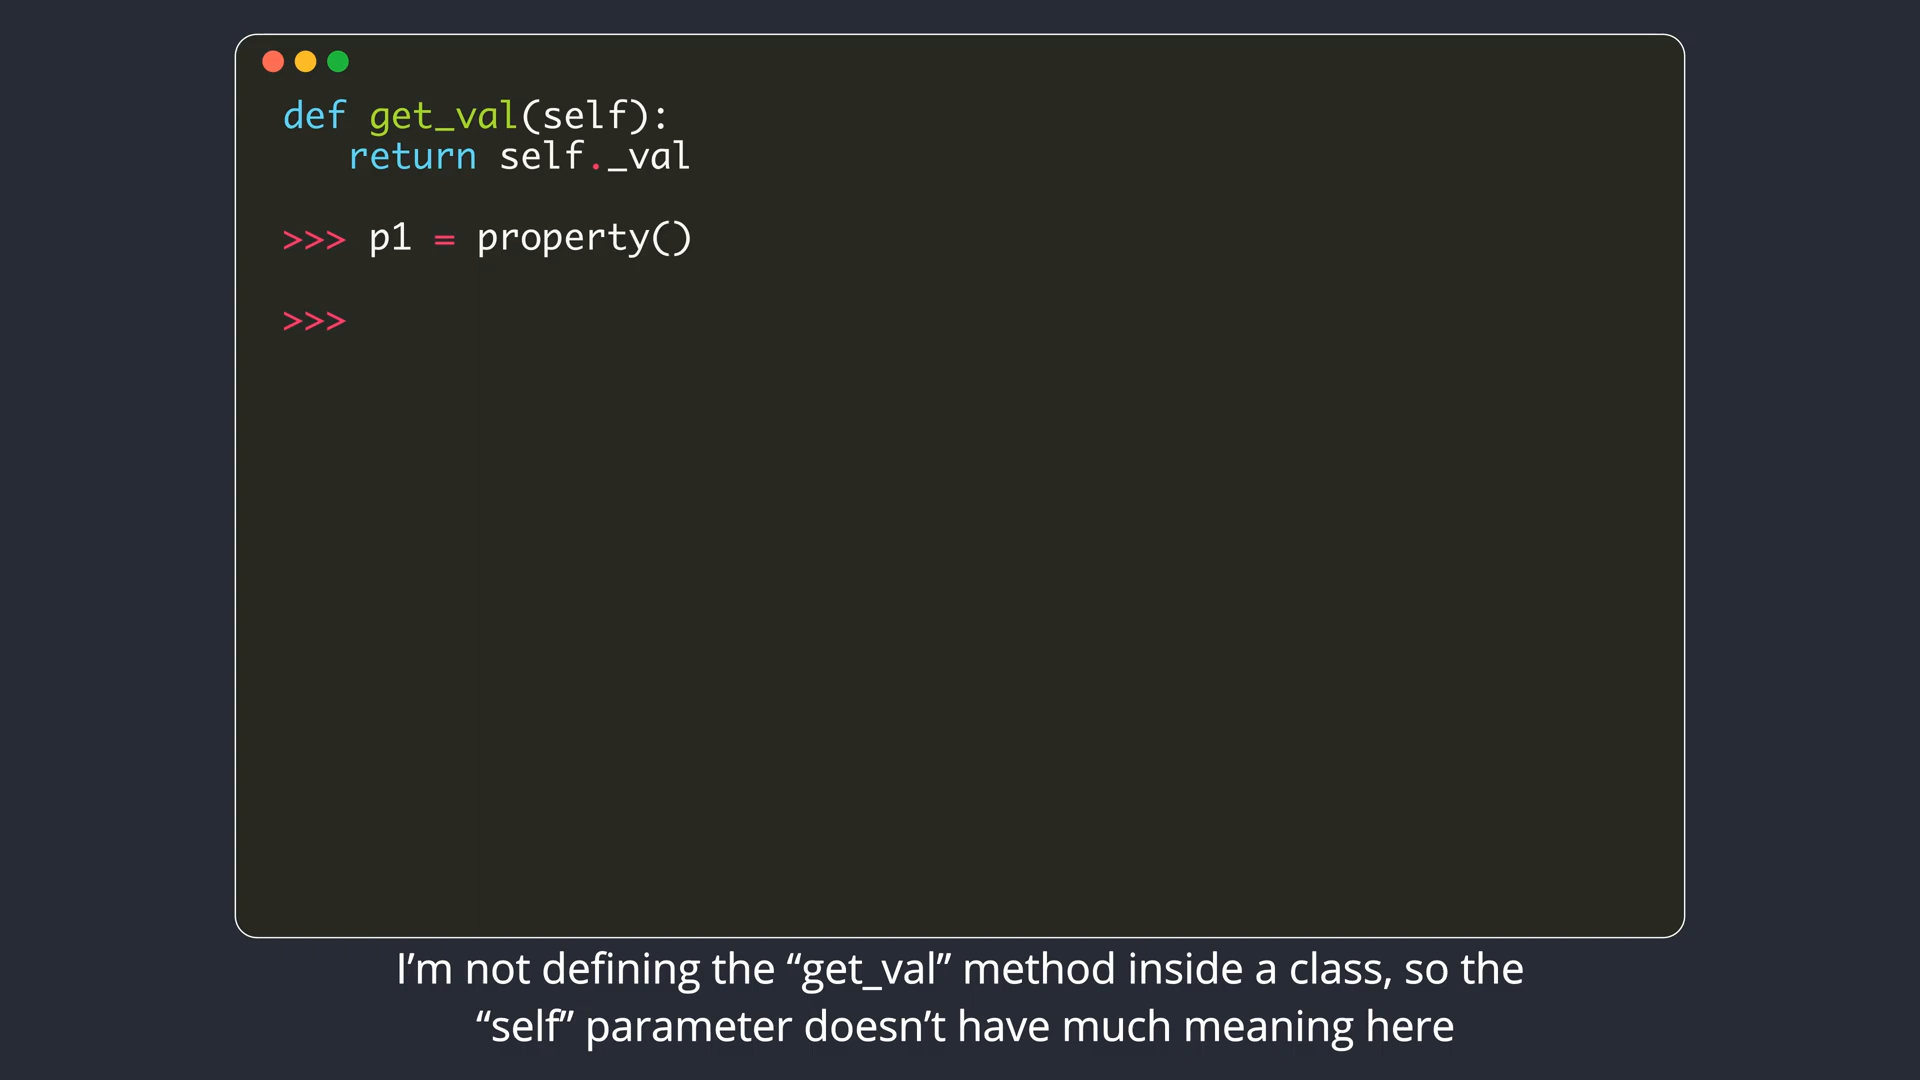 def get_val(self):
   return self._val
>>> p1 = property()
>>>
I’m not defining the “get_val” method inside a class, so the
“self” parameter doesn’t have much meaning here